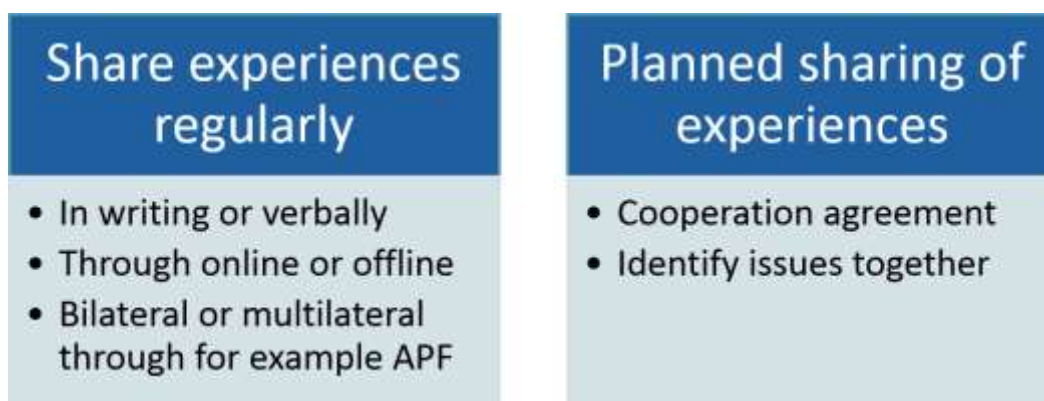 Share experiences
regularly
• In writing or verbally
• Through online or offline
• Bilateral or multilateral
through for example APF
Planned sharing of
experiences
• Cooperation agreement
• Identify issues together